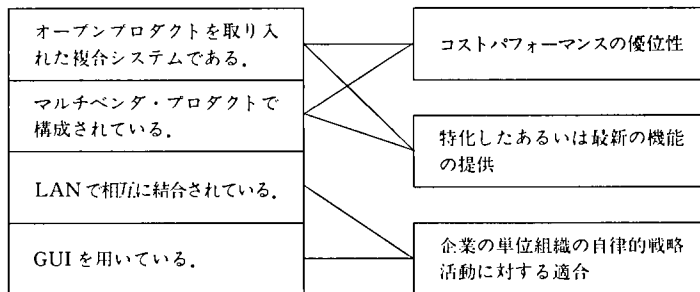 オープンプロダクトを取り入
れた複合システムである．
マルチベンダ・プロダクトで
構成されている．
LANで相互に結合されている．
GUIを用いている．
コストパフォーマンスの優位性
特化したあるいは最新の機能
の提供
企業の単位組織の自律的戦略
活動に対する適合